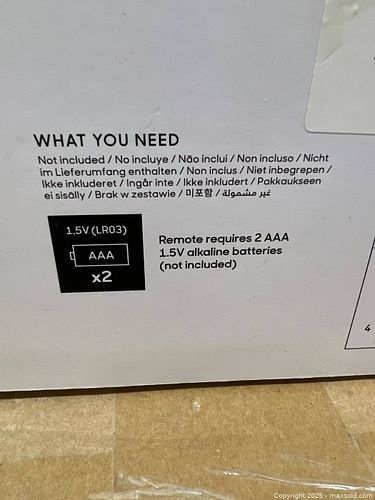 WHAT YOU NEED
Not included / No incluye / Não inclui / Non incluso / Nicht
im Lieferumfang enthalten / Non inclus / Niet inbegrepen /
Ikke inkluderet / Ingår inte / Ikke inkludert / Pakkaukseen
ei sisälly / Brak w zestawie / 미포함 / غير مشمولة
1.5V (LR03)
AAA
x2
Remote requires 2 AAA
1.5V alkaline batteries
(not included)
4
Copyright 2025 - maxsold.com